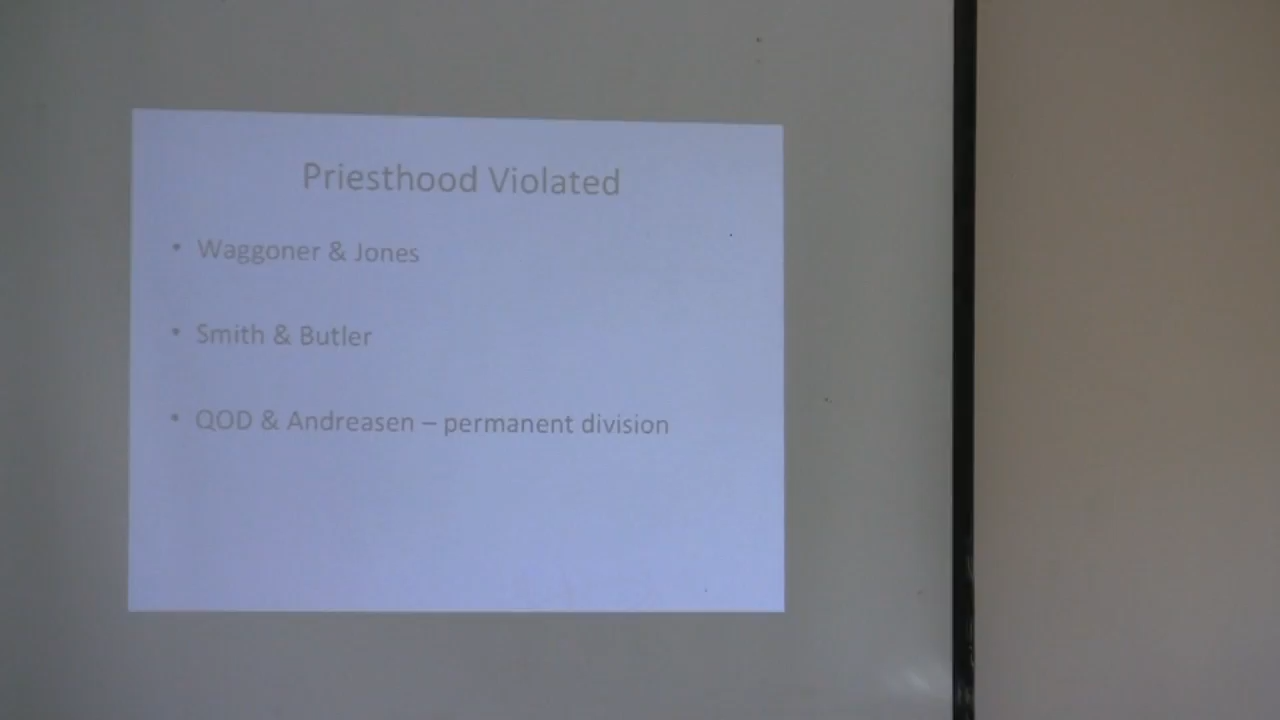 Priesthood Violated
• Waggoner & Jones
• Smith & Butler
• QOD & Andreasen – permanent division